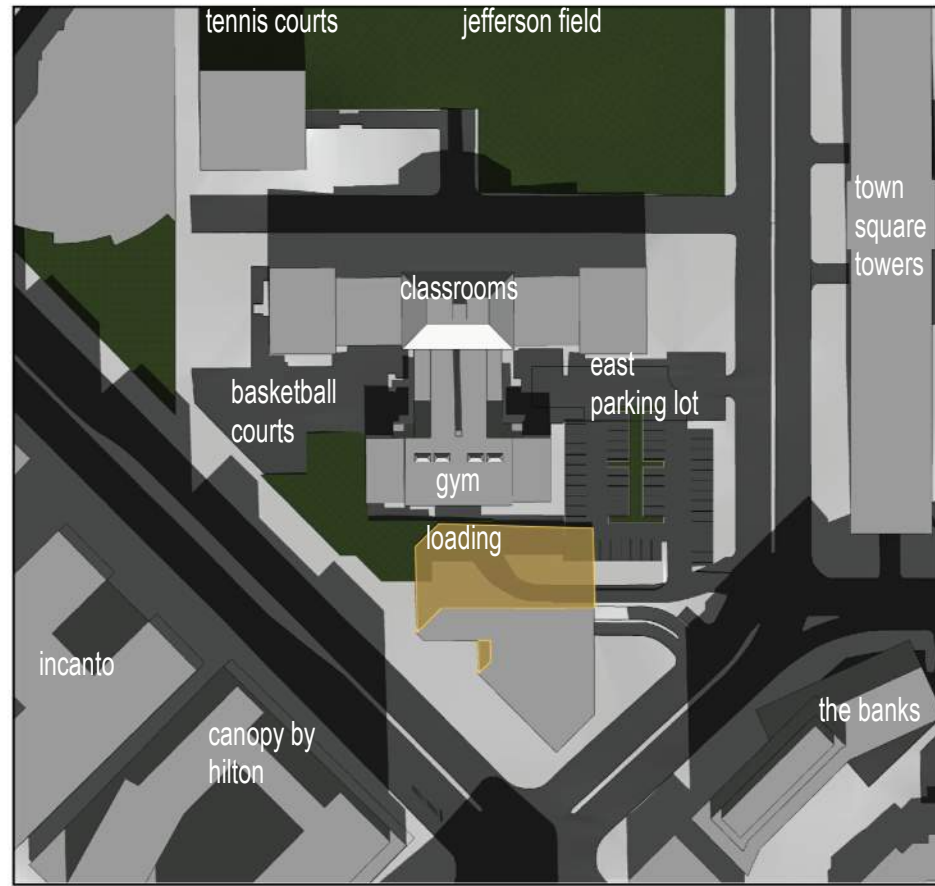 tennis courts
jefferson field
town
square
towers
classrooms
east
parking lot
basketball
courts
gym
loading
incanto
canopy by
hilton
the banks